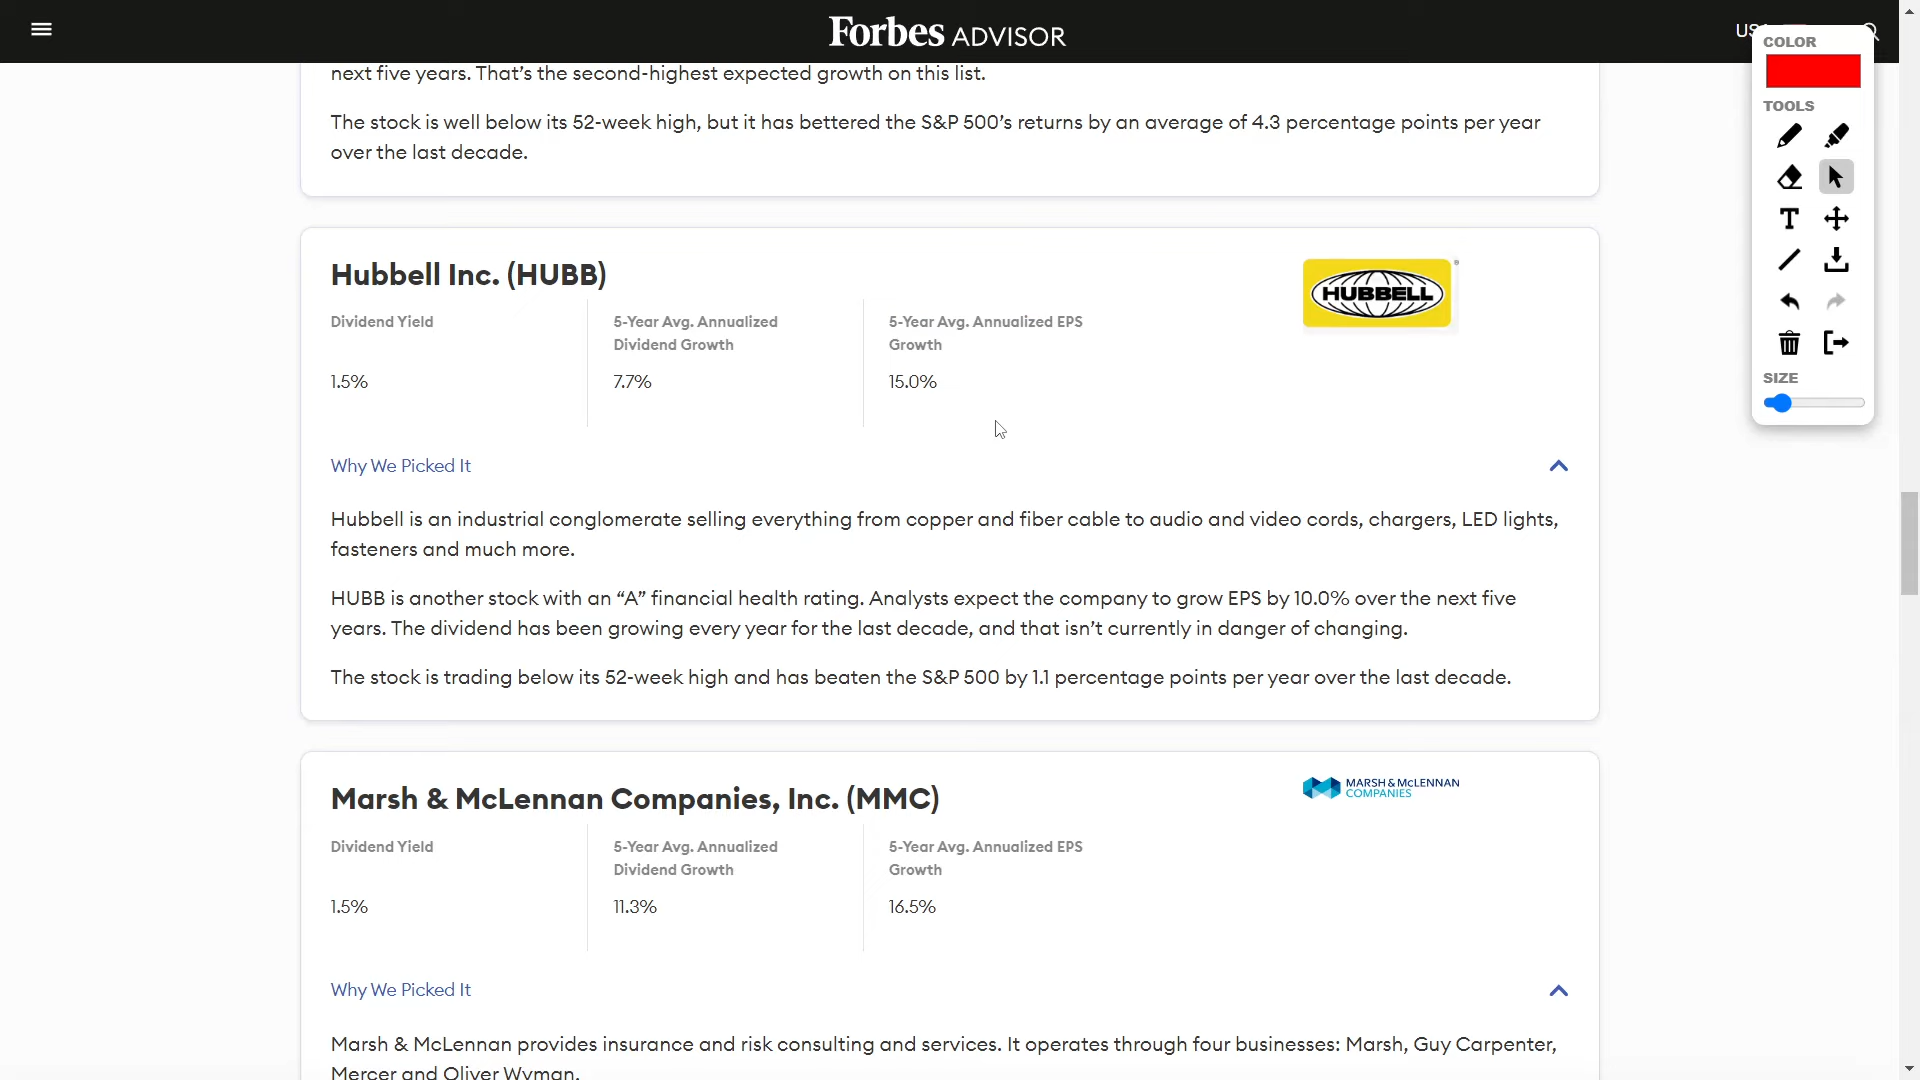 Forbes ADVISOR
US
COLOR
TOOLS
SIZE
next five years. That’s the second-highest expected growth on this list.
The stock is well below its 52-week high, but it has bettered the S&P 500’s returns by an average of 4.3 percentage points per year
over the last decade.
Hubbell Inc. (HUBB)
HUBBELL
®
Dividend Yield
5-Year Avg. Annualized
Dividend Growth
5-Year Avg. Annualized EPS
Growth
1.5%
7.7%
15.0%
Why We Picked It
Hubbell is an industrial conglomerate selling everything from copper and fiber cable to audio and video cords, chargers, LED lights,
fasteners and much more.
HUBB is another stock with an “A” financial health rating. Analysts expect the company to grow EPS by 10.0% over the next five
years. The dividend has been growing every year for the last decade, and that isn’t currently in danger of changing.
The stock is trading below its 52-week high and has beaten the S&P 500 by 1.1 percentage points per year over the last decade.
Marsh & McLennan Companies, Inc. (MMC)
MARSH & McLENNAN
COMPANIES
Dividend Yield
5-Year Avg. Annualized
Dividend Growth
5-Year Avg. Annualized EPS
Growth
1.5%
11.3%
16.5%
Why We Picked It
Marsh & McLennan provides insurance and risk consulting and services. It operates through four businesses: Marsh, Guy Carpenter,
Mercer and Oliver Wyman.